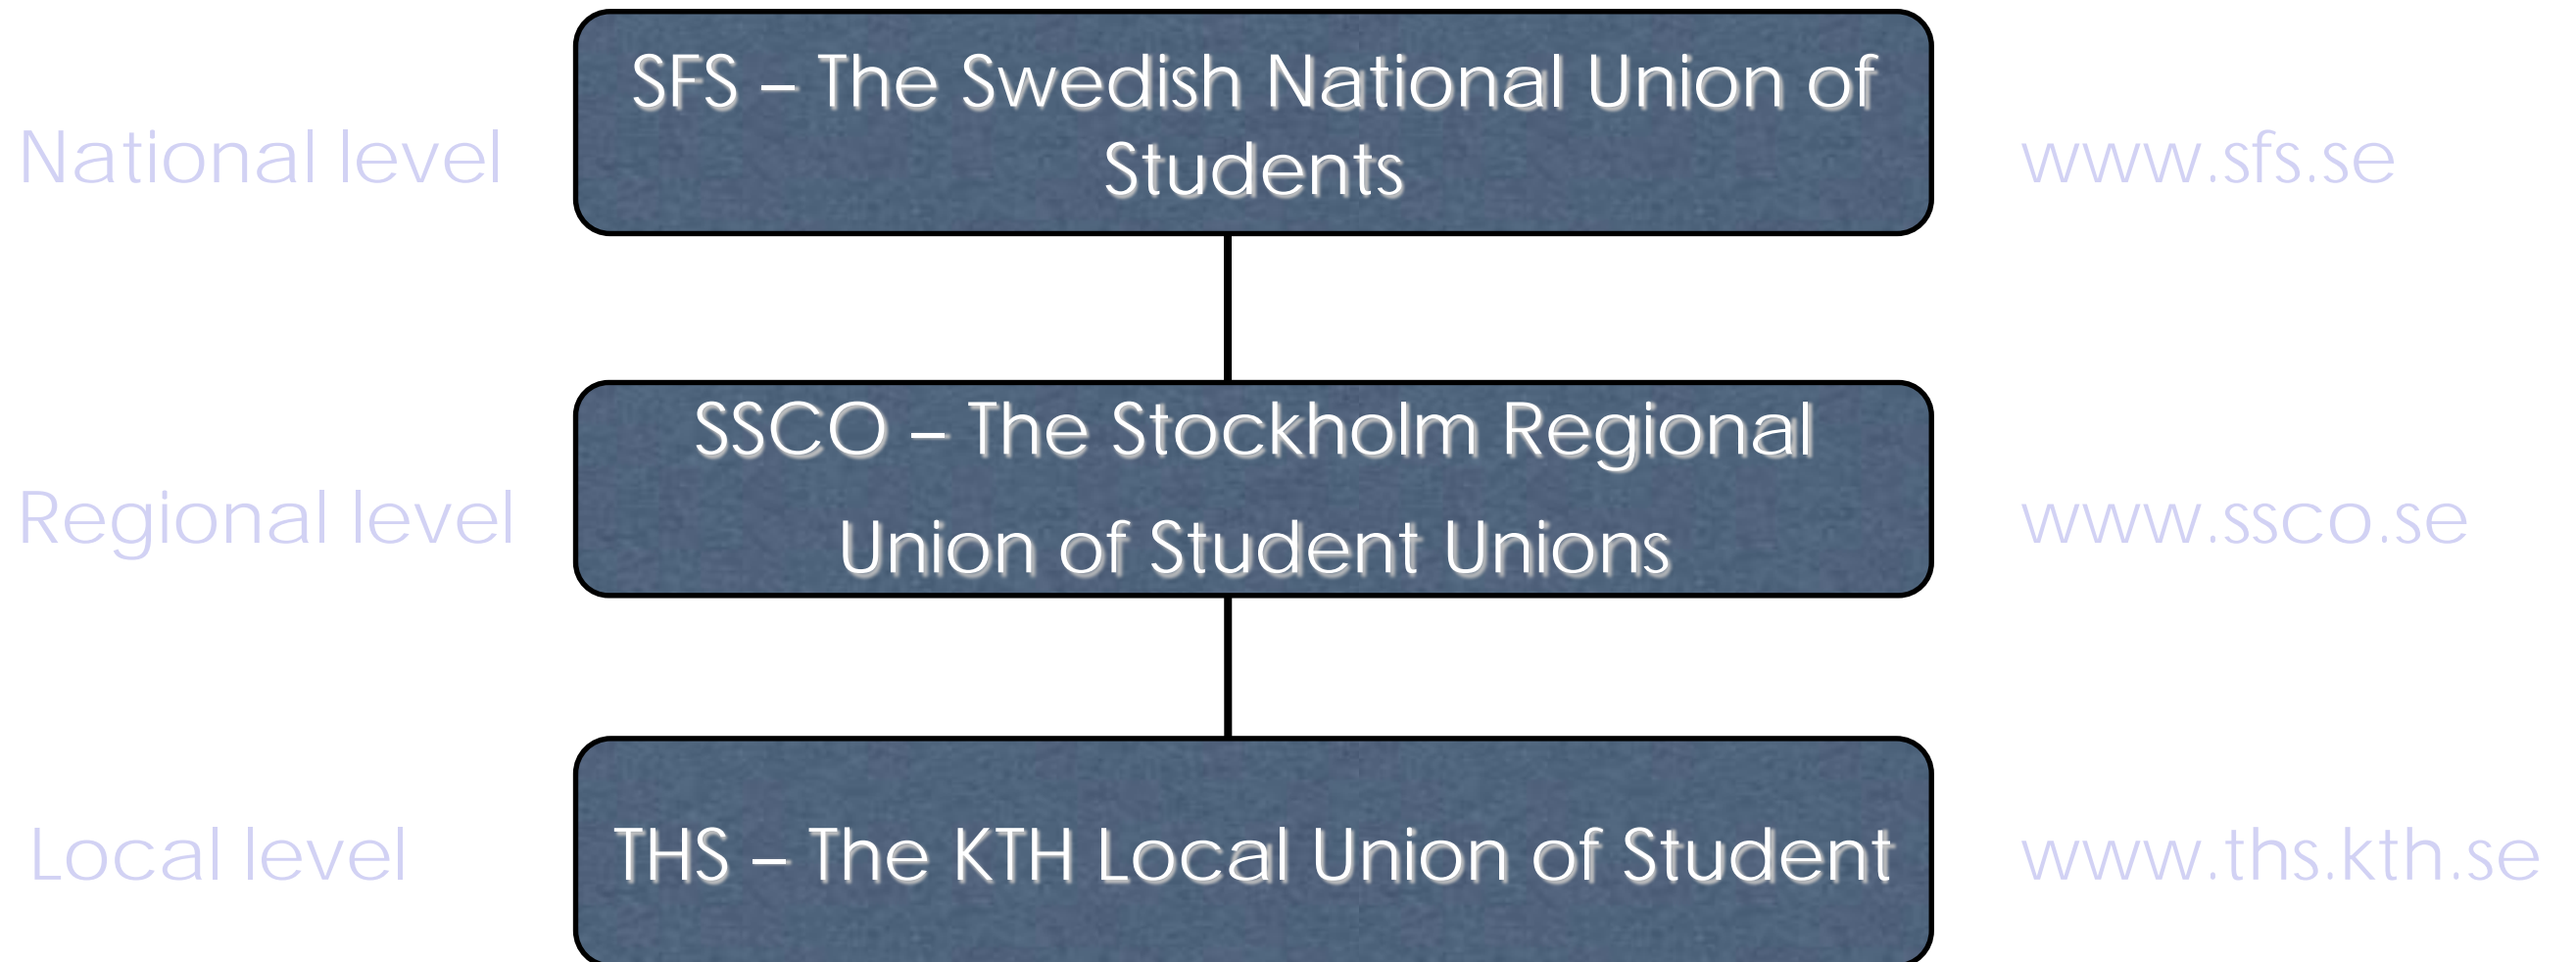 SFS – The Swedish National Union of
Students
National level
www.sfs.se
SSCO – The Stockholm Regional
Union of Student Unions
Regional level
www.ssco.se
THS – The KTH Local Union of Student
Local level
www.ths.kth.se